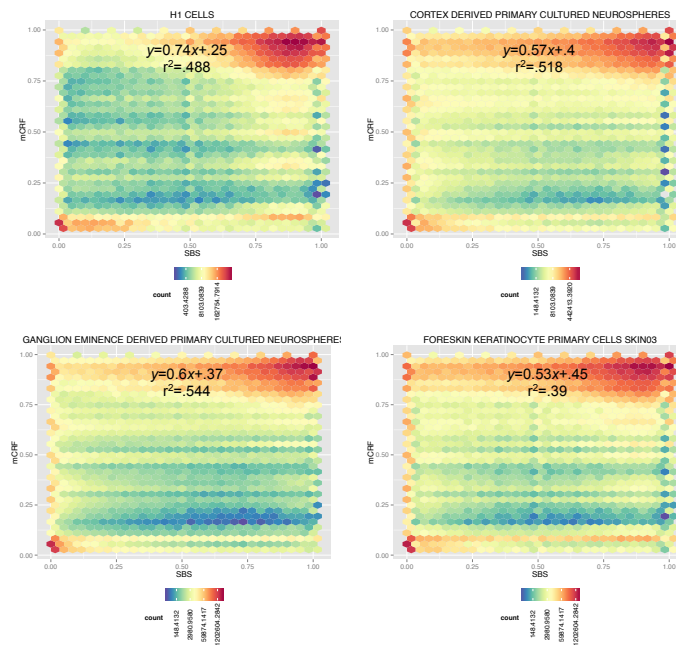 H1 CELLS
y=0.74x+.25
r²=.488
1.00
0.75
0.50
0.25
0.00
mCRF
0.00 0.25 0.50 0.75 1.00
SBS
count
403.4288
8103.0839
162754.7914
CORTEX DERIVED PRIMARY CULTURED NEUROSPHERES
y=0.57x+.4
r²=.518
1.00
0.75
0.50
0.25
0.00
mCRF
0.00 0.25 0.50 0.75 1.00
SBS
count
148.4132
8103.0839
442413.3920
GANGLION EMINENCE DERIVED PRIMARY CULTURED NEUROSPHERES
y=0.6x+.37
r²=.544
1.00
0.75
0.50
0.25
0.00
mCRF
0.00 0.25 0.50 0.75 1.00
SBS
count
148.4132
2980.9580
59874.1417
1202604.2842
FORESKIN KERATINOCYTE PRIMARY CELLS SKIN03
y=0.53x+.45
r²=.39
1.00
0.75
0.50
0.25
0.00
mCRF
0.00 0.25 0.50 0.75 1.00
SBS
count
148.4132
2980.9580
59874.1417
1202604.2842